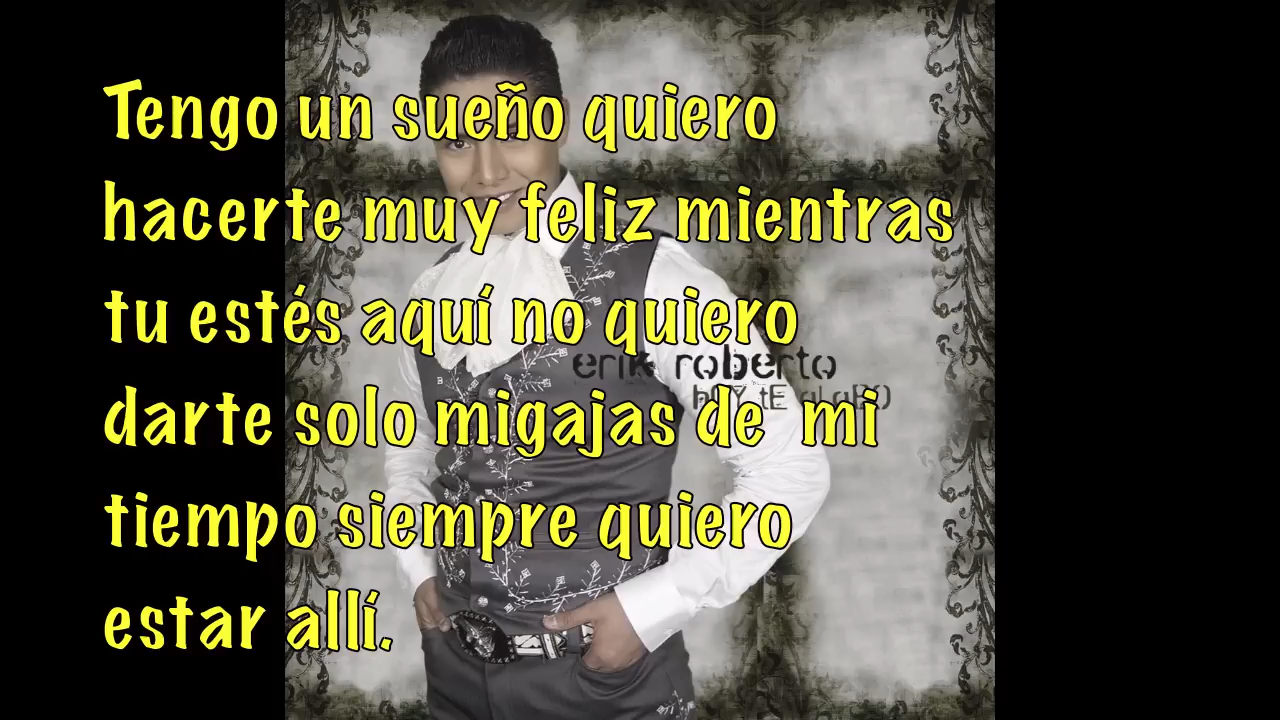 Tengo un sueño quiero
hacerte muy feliz mientras
tu estés aquí no quiero
erik roberto
darte solo migajas de mi
tiempo siempre quiero
estar allí.